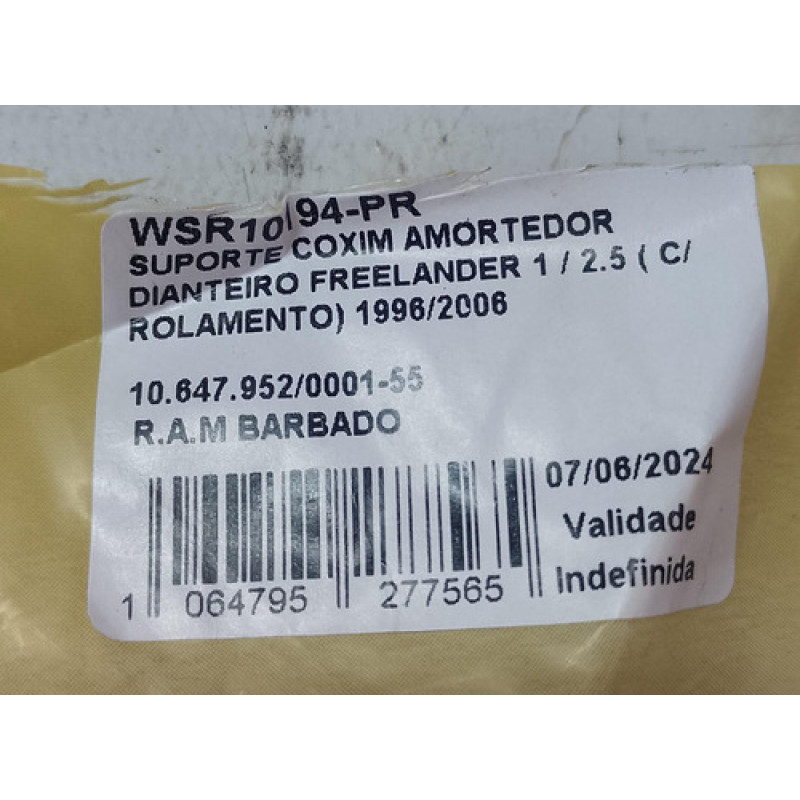 WSR10194-PR
SUPORTE COXIM AMORTEDOR
DIANTEIRO FREELANDER 1 / 2.5 ( C/
ROLAMENTO) 1996/2006
10.647.952/0001-55
R.A.M BARBADO
07/06/2024
Validade
Indefinida
1 064795 277565